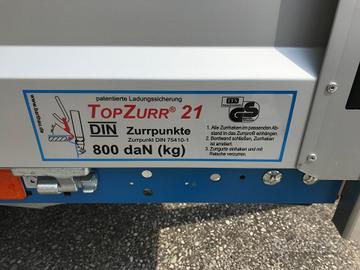 patentierte Ladungssicherung
TOPZURR® 21
DIN Zurrpunkte
Zurrpunkt DIN 75410-1
800 daN (kg)
GS
1. Alle Zurrhaken im passenden Abstand in das Zurrprofil einhängen.
2. Bordwand schließen, Zurrhaken ist arretiert.
3. Zurrgurte einhaken und mit Ratsche verzurren.